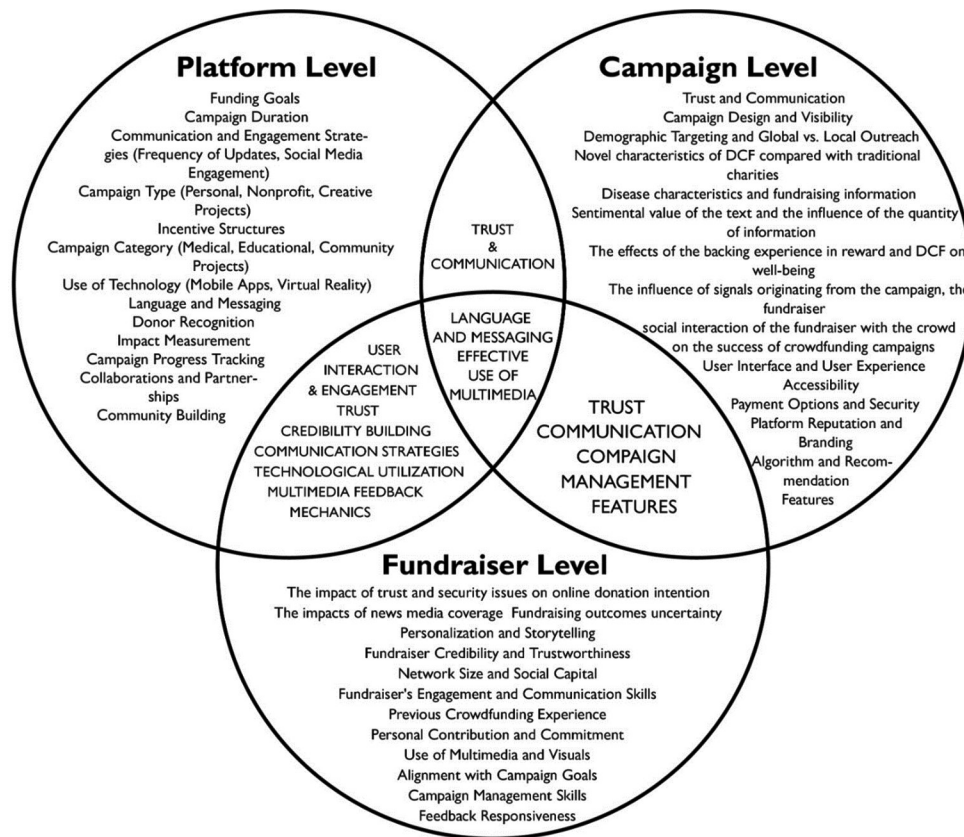 Platform Level
Funding Goals
Campaign Duration
Communication and Engagement Strate-
gies (Frequency of Updates, Social Media
Engagement)
Campaign Type (Personal, Nonprofit, Creative
Projects)
Incentive Structures
Campaign Category (Medical, Educational, Community
Projects)
Use of Technology (Mobile Apps, Virtual Reality)
Language and Messaging
Donor Recognition
Impact Measurement
Campaign Progress Tracking
Collaborations and Partner-
ships
Community Building
Campaign Level
Trust and Communication
Campaign Design and Visibility
Demographic Targeting and Global vs. Local Outreach
Novel characteristics of DCF compared with traditional
charities
Disease characteristics and fundraising information
Sentimental value of the text and the influence of the quantity
of information
The effects of the backing experience in reward and DCF on
well-being
The influence of signals originating from the campaign, the
fundraiser
social interaction of the fundraiser with the crowd
on the success of crowdfunding campaigns
User Interface and User Experience
Accessibility
Payment Options and Security
Platform Reputation and
Branding
Algorithm and Recom-
mendation
Features
TRUST
&
COMMUNICATION
LANGUAGE
AND MESSAGING
EFFECTIVE
USE OF
MULTIMEDIA
USER
INTERACTION
& ENGAGEMENT
TRUST
CREDIBILITY BUILDING
COMMUNICATION STRATEGIES
TECHNOLOGICAL UTILIZATION
MULTIMEDIA FEEDBACK
MECHANICS
TRUST
COMMUNICATION
COMPAIGN
MANAGEMENT
FEATURES
Fundraiser Level
The impact of trust and security issues on online donation intention
The impacts of news media coverage Fundraising outcomes uncertainty
Personalization and Storytelling
Fundraiser Credibility and Trustworthiness
Network Size and Social Capital
Fundraiser's Engagement and Communication Skills
Previous Crowdfunding Experience
Personal Contribution and Commitment
Use of Multimedia and Visuals
Alignment with Campaign Goals
Campaign Management Skills
Feedback Responsiveness